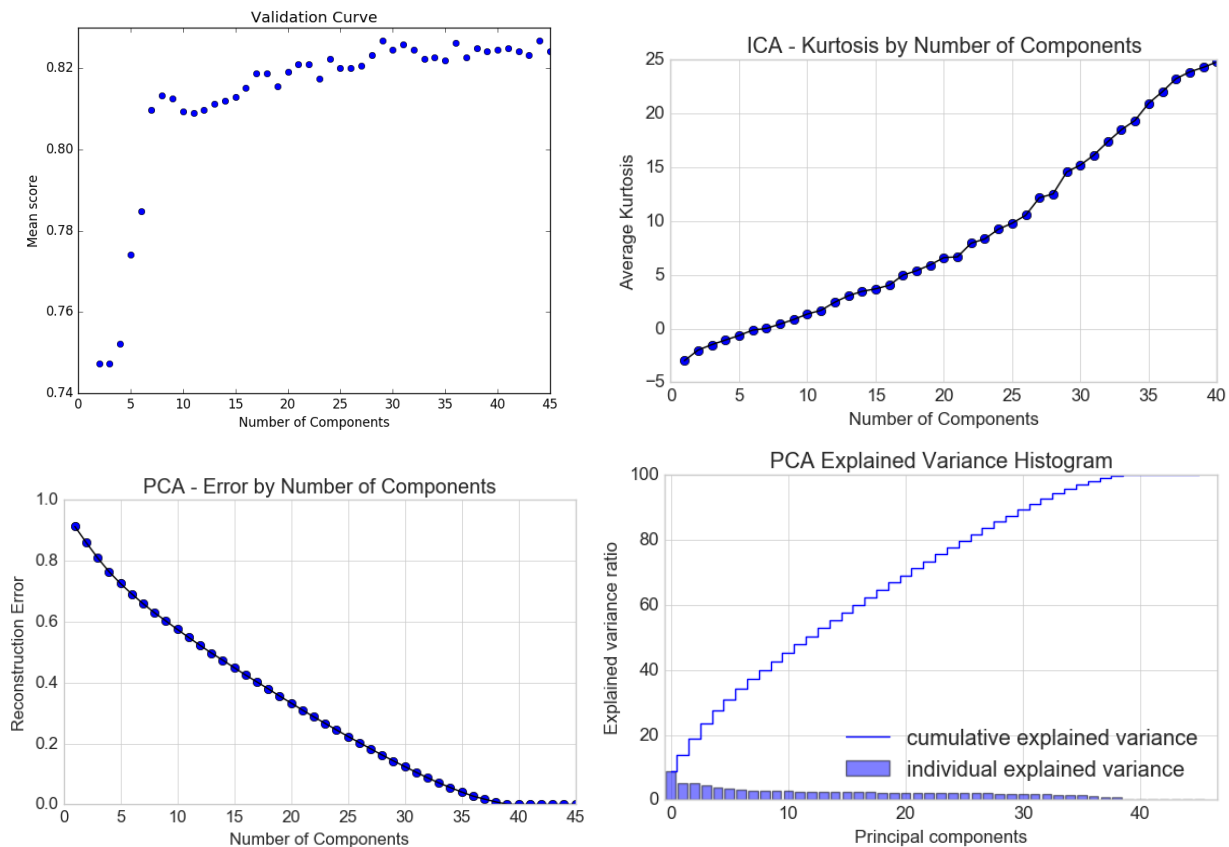 Validation Curve
0.82
0.80
0.78
0.76
0.74
Mean score
0 5 10 15 20 25 30 35 40 45
Number of Components
ICA - Kurtosis by Number of Components
25
20
15
10
5
0
−5
Average Kurtosis
0 5 10 15 20 25 30 35 40
Number of Components
PCA - Error by Number of Components
1.0
0.8
0.6
0.4
0.2
0.0
Reconstruction Error
0 5 10 15 20 25 30 35 40 45
Number of Components
PCA Explained Variance Histogram
100
80
60
40
20
0
Explained variance ratio
cumulative explained variance
individual explained variance
0 10 20 30 40
Principal components